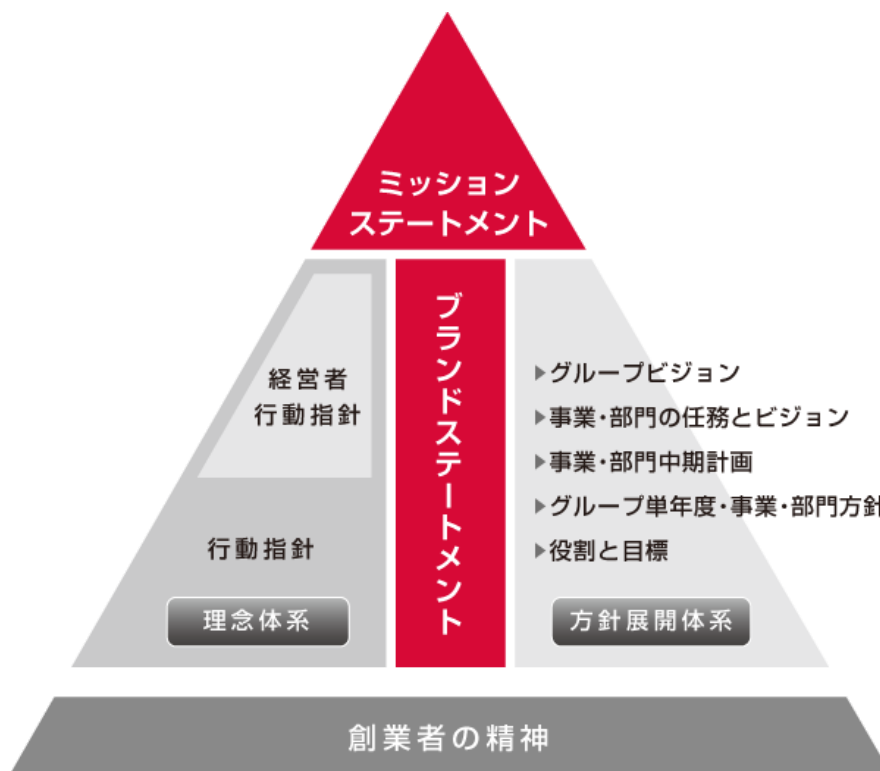 ミッション
ステートメント
経営者
行動指針
行動指針
理念体系
ブランドステートメント
▶グループビジョン
▶事業・部門の任務とビジョン
▶事業・部門中期計画
▶グループ単年度・事業・部門方針
▶役割と目標
方針展開体系
創業者の精神